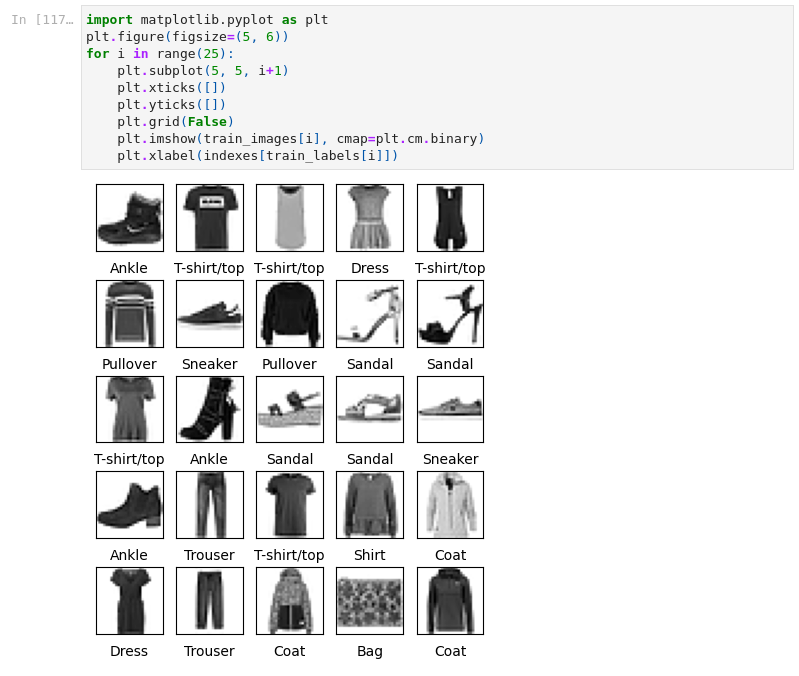 In [117…
import matplotlib.pyplot as plt
plt.figure(figsize=(5, 6))
for i in range(25):
    plt.subplot(5, 5, i+1)
    plt.xticks([])
    plt.yticks([])
    plt.grid(False)
    plt.imshow(train_images[i], cmap=plt.cm.binary)
    plt.xlabel(indexes[train_labels[i]])
Ankle T-shirt/top T-shirt/top Dress T-shirt/top
Pullover Sneaker Pullover Sandal Sandal
T-shirt/top Ankle Sandal Sandal Sneaker
Ankle Trouser T-shirt/top Shirt Coat
Dress Trouser Coat Bag Coat